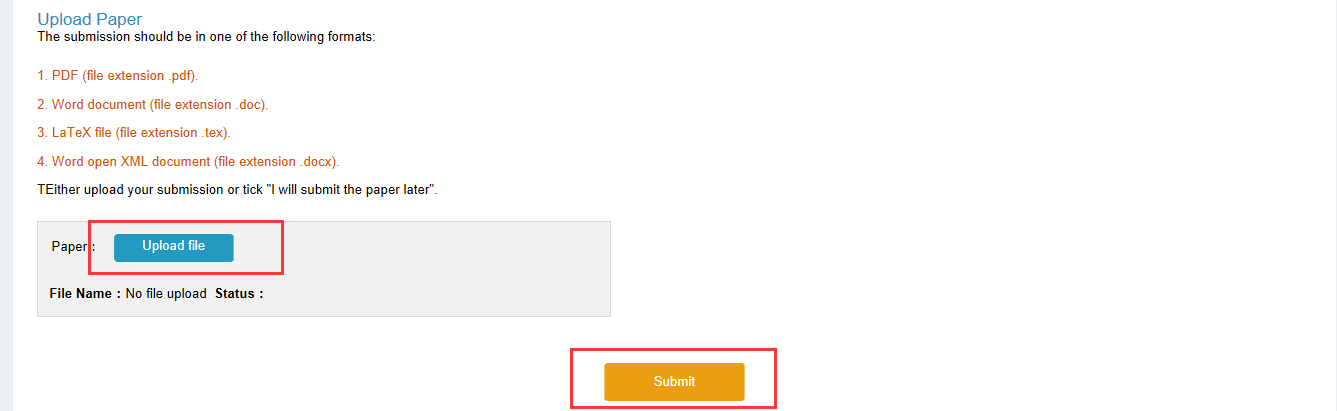 Upload Paper
The submission should be in one of the following formats:
1. PDF (file extension .pdf).
2. Word document (file extension .doc).
3. LaTeX file (file extension .tex).
4. Word open XML document (file extension .docx).
TEither upload your submission or tick "I will submit the paper later".
Paper : Upload file
File Name : No file upload Status :
Submit